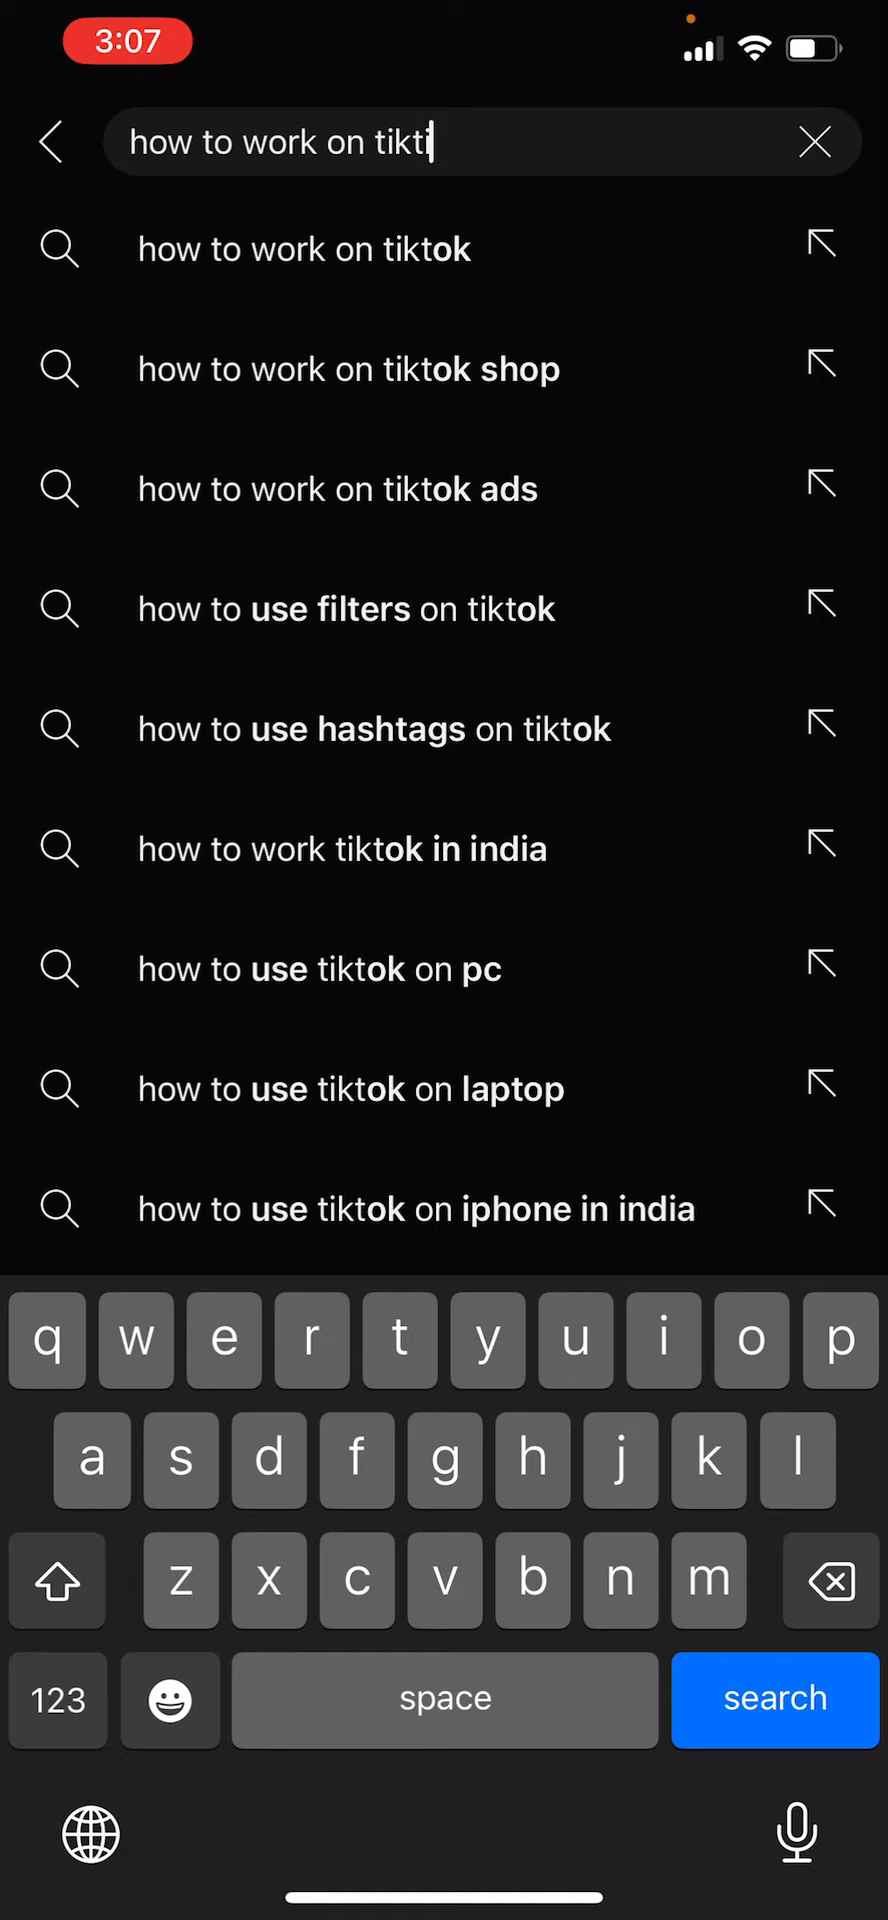 3:07
how to work on tikti
how to work on tiktok
how to work on tiktok shop
how to work on tiktok ads
how to use filters on tiktok
how to use hashtags on tiktok
how to work tiktok in india
how to use tiktok on pc
how to use tiktok on laptop
how to use tiktok on iphone in india
q w e r t y u i o p
a s d f g h j k l
z x c v b n m
123 space search